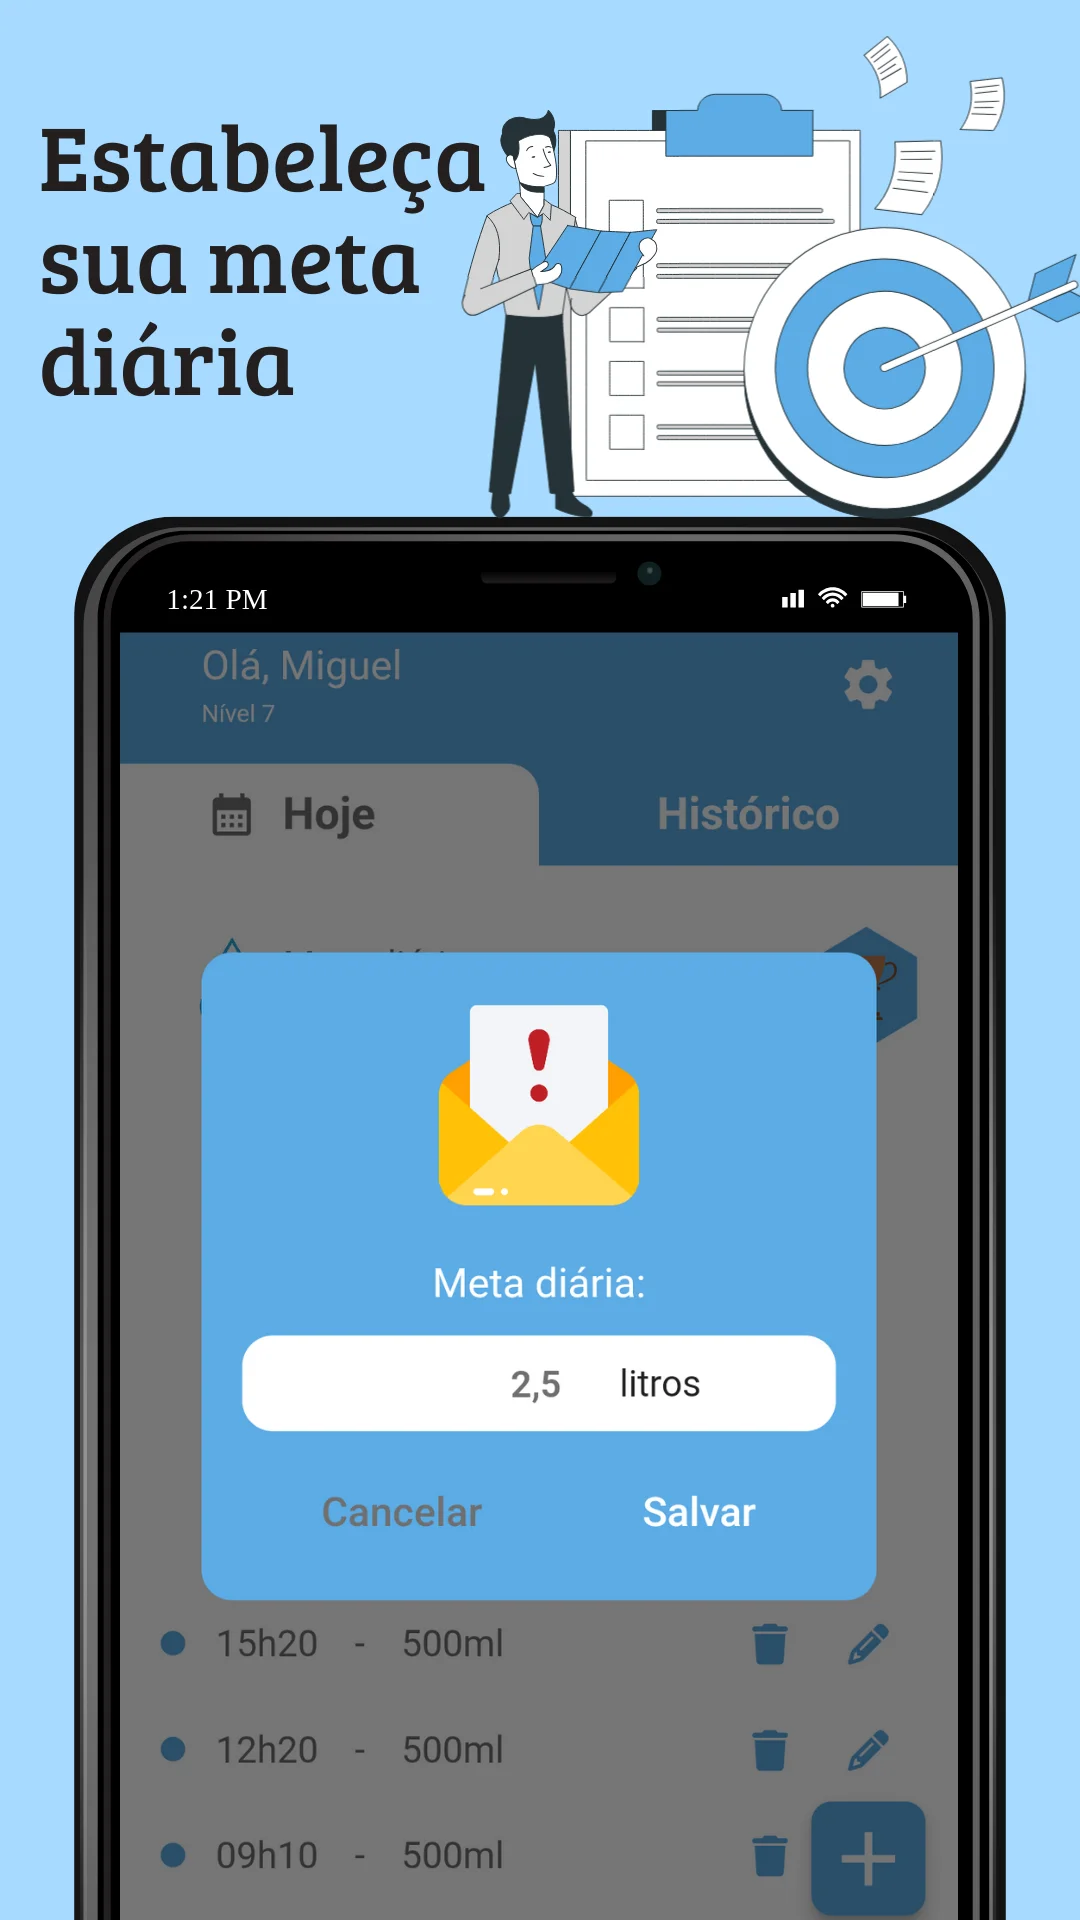 Estabeleça
sua meta
diária
1:21 PM
Olá, Miguel
Nível 7
Hoje
Histórico
Meta diária:
2,5 litros
Cancelar
Salvar
15h20 - 500ml
12h20 - 500ml
09h10 - 500ml